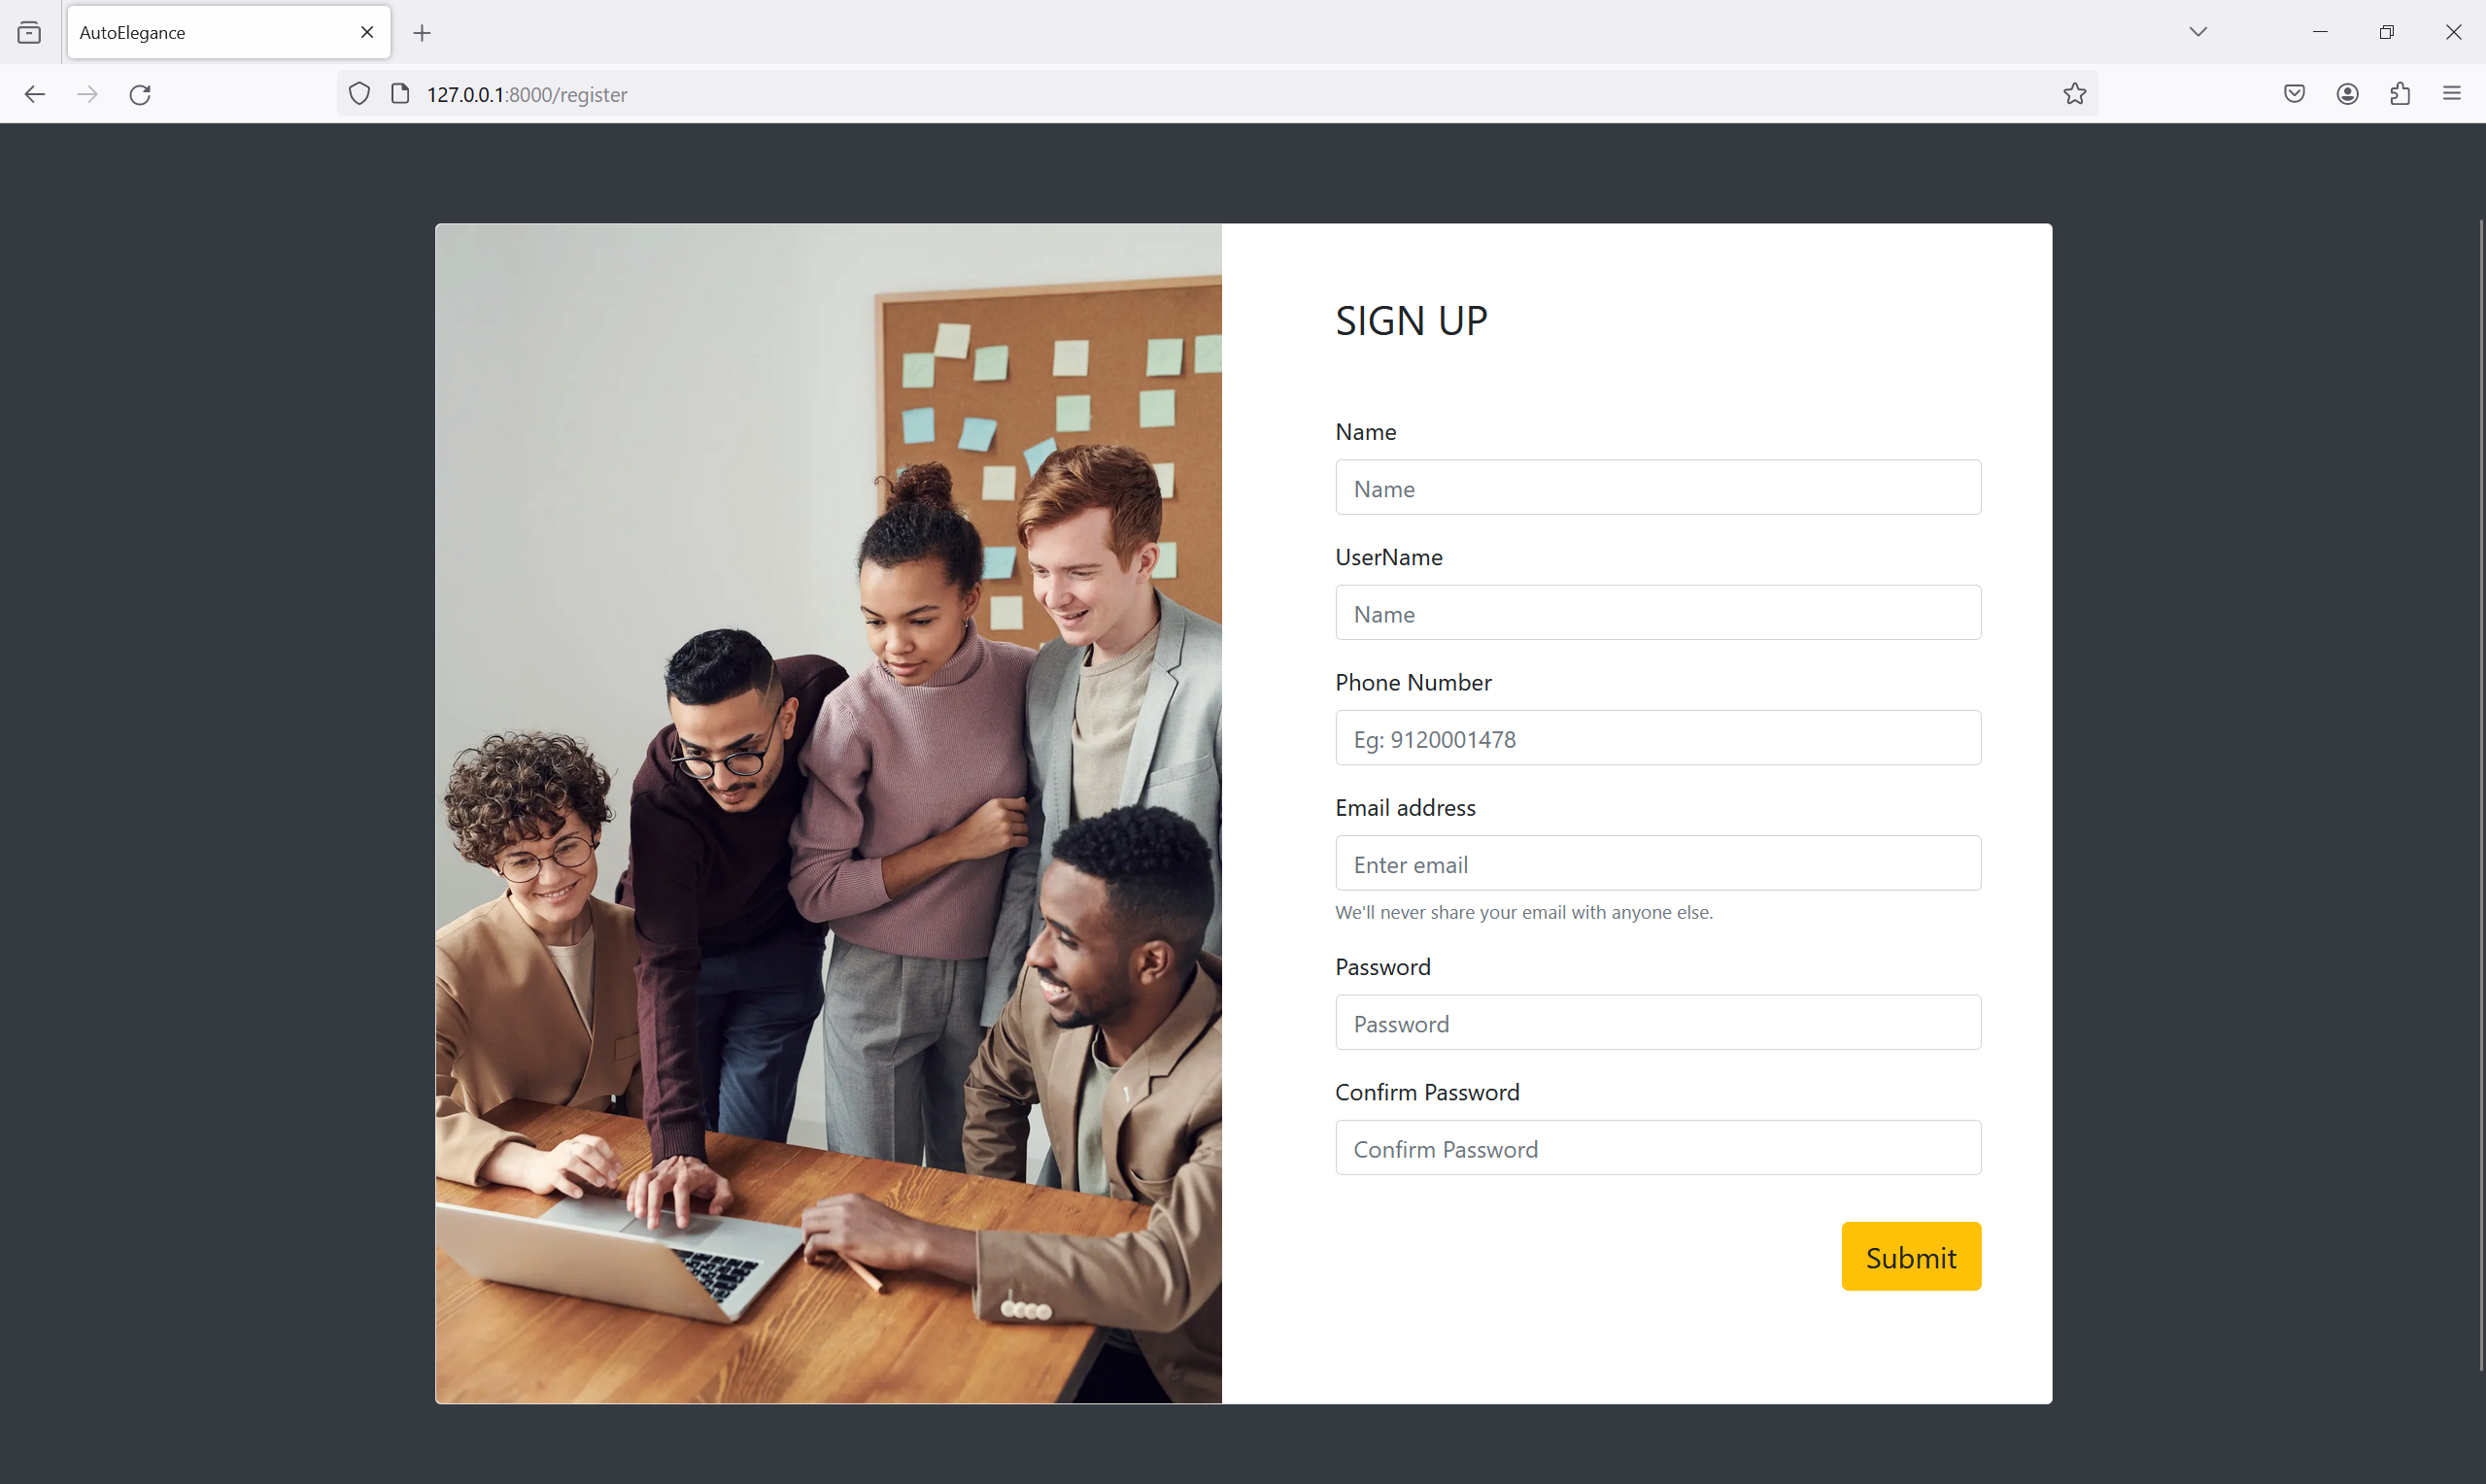 AutoElegance
127.0.0.1:8000/register
SIGN UP
Name
Name
UserName
Name
Phone Number
Eg: 9120001478
Email address
Enter email
We'll never share your email with anyone else.
Password
Password
Confirm Password
Confirm Password
Submit